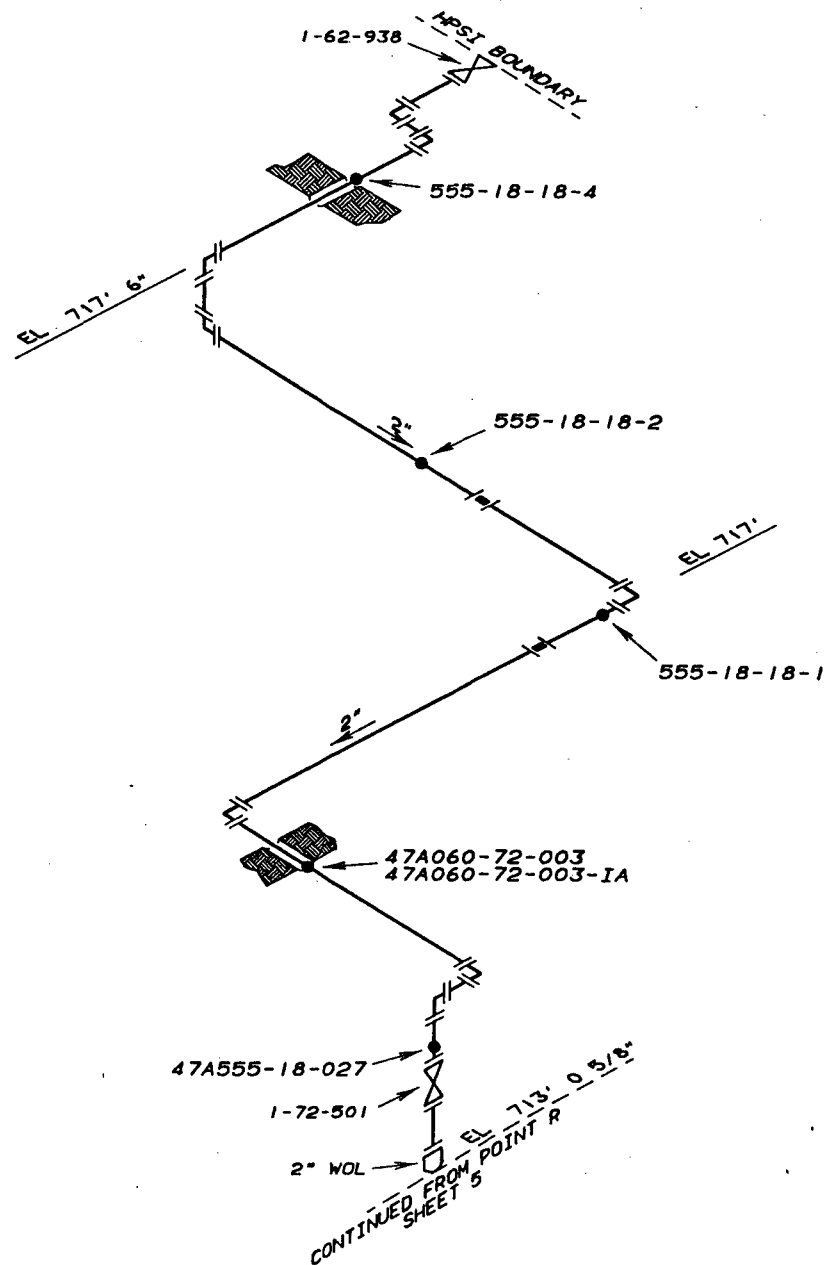 HPSI BOUNDARY
1-62-938
555-18-18-4
EL 717' 6"
555-18-18-2
2"
EL 717'
555-18-18-1
2"
47A060-72-003
47A060-72-003-IA
47A555-18-027
1-72-501
EL 713' 0 5/8"
2" WOL
CONTINUED FROM POINT R
SHEET 5